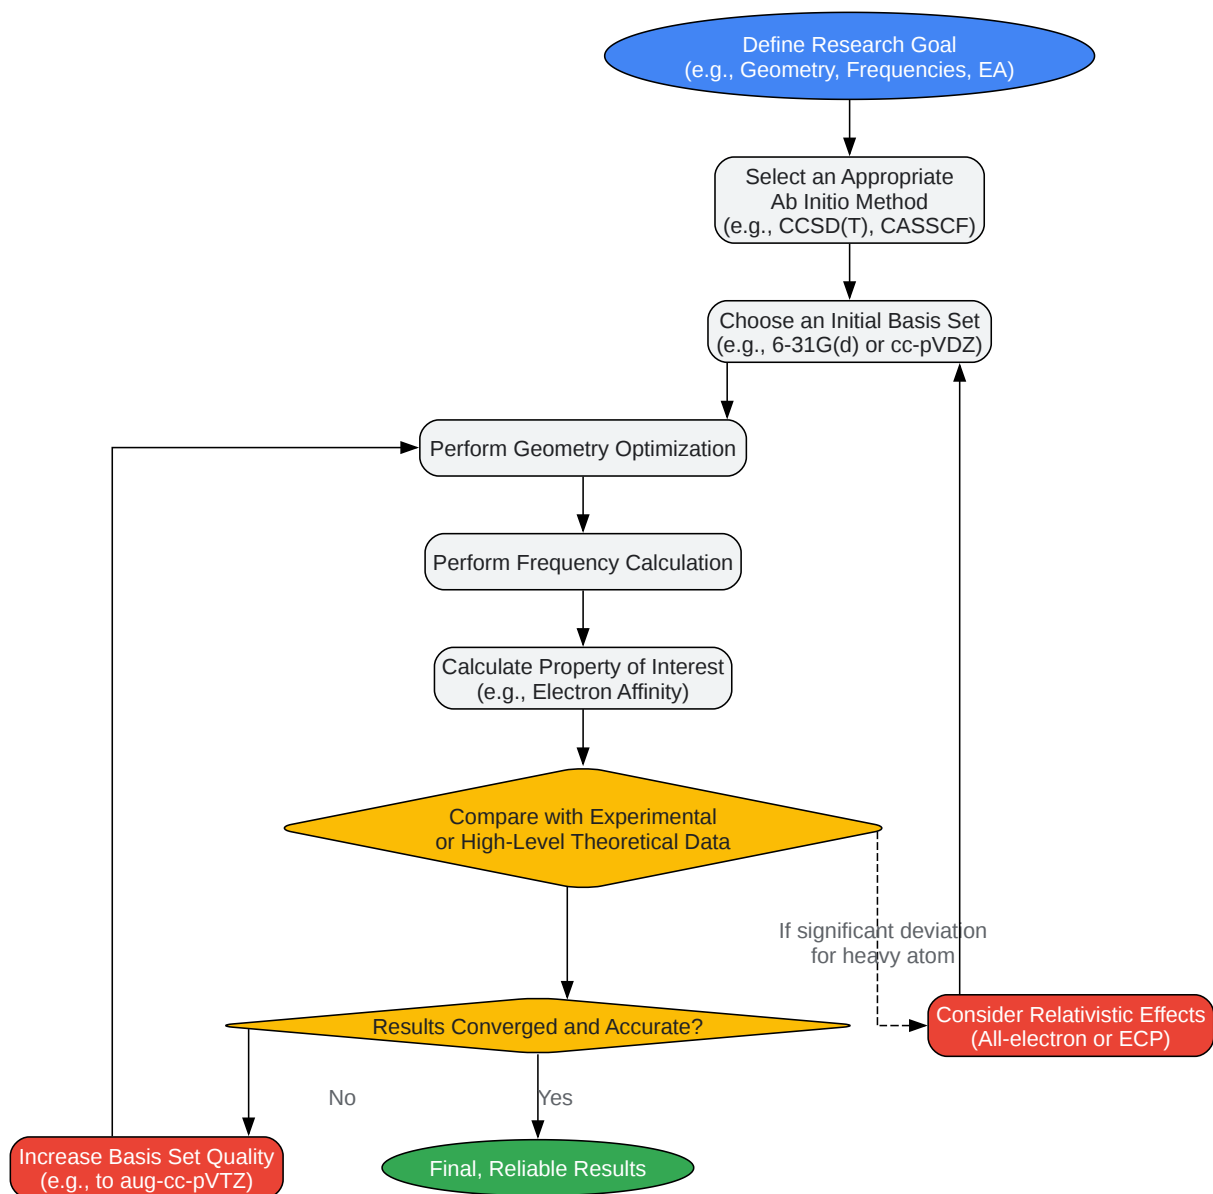 Define Research Goal
(e.g., Geometry, Frequencies, EA)
Select an Appropriate
Ab Initio Method
(e.g., CCSD(T), CASSCF)
Choose an Initial Basis Set
(e.g., 6-31G(d) or cc-pVDZ)
Perform Geometry Optimization
Perform Frequency Calculation
Calculate Property of Interest
(e.g., Electron Affinity)
Compare with Experimental
or High-Level Theoretical Data
If significant deviation
for heavy atom
Consider Relativistic Effects
(All-electron or ECP)
Results Converged and Accurate?
No
Yes
Increase Basis Set Quality
(e.g., to aug-cc-pVTZ)
Final, Reliable Results